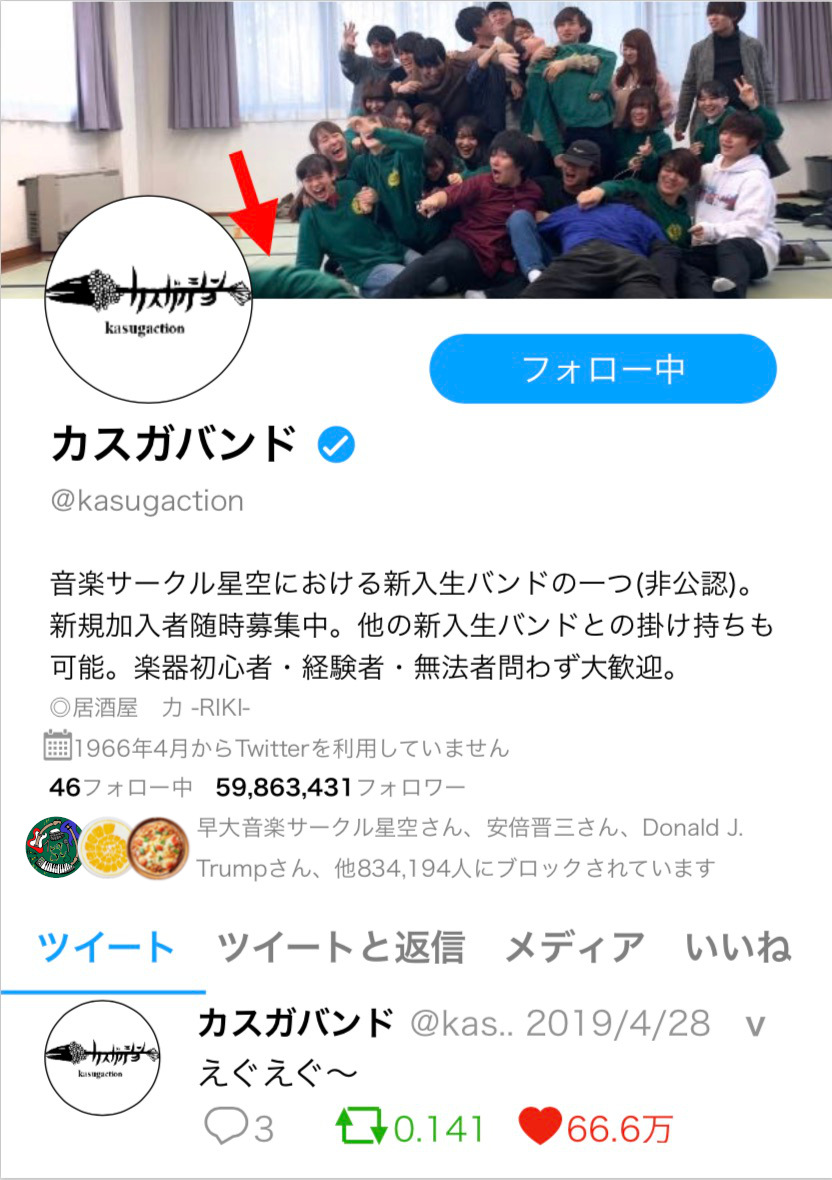 カスガクション
kasugaction
フォロー中
カスガバンド
@kasugaction
音楽サークル星空における新入生バンドの一つ(非公認)。
新規加入者随時募集中。他の新入生バンドとの掛け持ちも
可能。楽器初心者・経験者・無法者問わず大歓迎。
◎居酒屋　力 -RIKI-
1966年4月からTwitterを利用していません
46フォロー中 59,863,431フォロワー
早大音楽サークル星空さん、安倍晋三さん、Donald J.
Trumpさん、他834,194人にブロックされています
ツイート ツイートと返信 メディア いいね
カスガバンド @kas.. 2019/4/28 v
えぐえぐ〜
kasugaction
3 0.141 66.6万